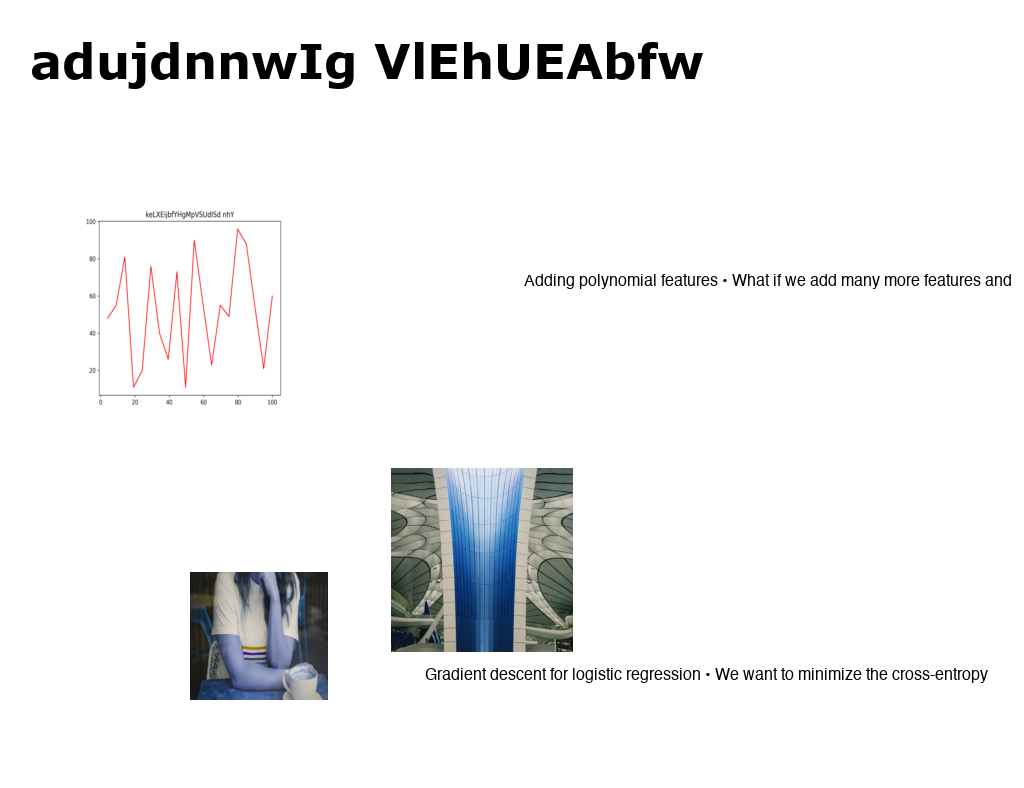 adujdnnwIg VlEhUEAbfw
keLXEijbfYHgMpVSUdlSd nhY
100
80
60
40
20
0 20 40 60 80 100
Adding polynomial features • What if we add many more features and
Gradient descent for logistic regression • We want to minimize the cross-entropy